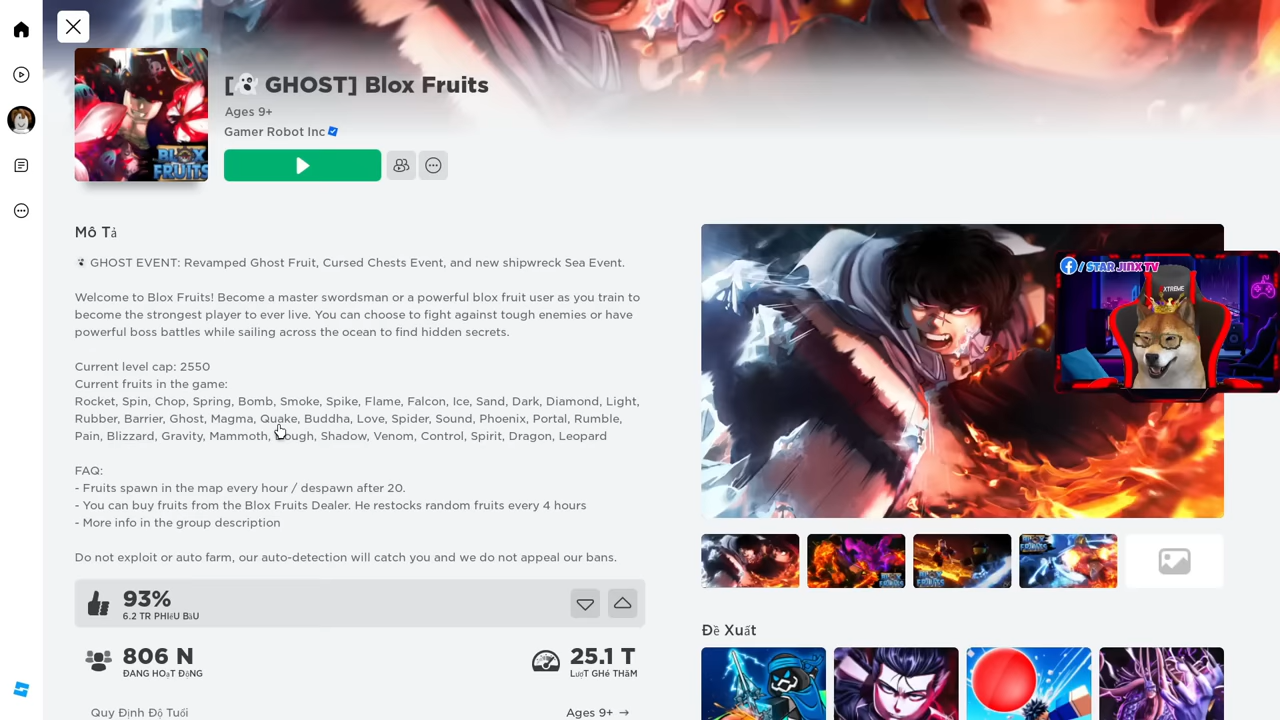 [👻 GHOST] Blox Fruits
Ages 9+
Gamer Robot Inc
BLOX
FRUITS
Mô Tả
👻 GHOST EVENT: Revamped Ghost Fruit, Cursed Chests Event, and new shipwreck Sea Event.
Welcome to Blox Fruits! Become a master swordsman or a powerful blox fruit user as you train to
become the strongest player to ever live. You can choose to fight against tough enemies or have
powerful boss battles while sailing across the ocean to find hidden secrets.
Current level cap: 2550
Current fruits in the game:
Rocket, Spin, Chop, Spring, Bomb, Smoke, Spike, Flame, Falcon, Ice, Sand, Dark, Diamond, Light,
Rubber, Barrier, Ghost, Magma, Quake, Buddha, Love, Spider, Sound, Phoenix, Portal, Rumble,
Pain, Blizzard, Gravity, Mammoth, Dough, Shadow, Venom, Control, Spirit, Dragon, Leopard
FAQ:
- Fruits spawn in the map every hour / despawn after 20.
- You can buy fruits from the Blox Fruits Dealer. He restocks random fruits every 4 hours
- More info in the group description
Do not exploit or auto farm, our auto-detection will catch you and we do not appeal our bans.
93%
6.2 TR PHIẾU BẦU
806 N
ĐANG HOẠT ĐỘNG
25.1 T
LƯỢT GHÉ THĂM
Quy Định Độ Tuổi
Ages 9+ →
/ STAR JINX TV
XTREME
BLOX
FRUITS
BLOX
FRUITS
BLOX
FRUITS
Đề Xuất